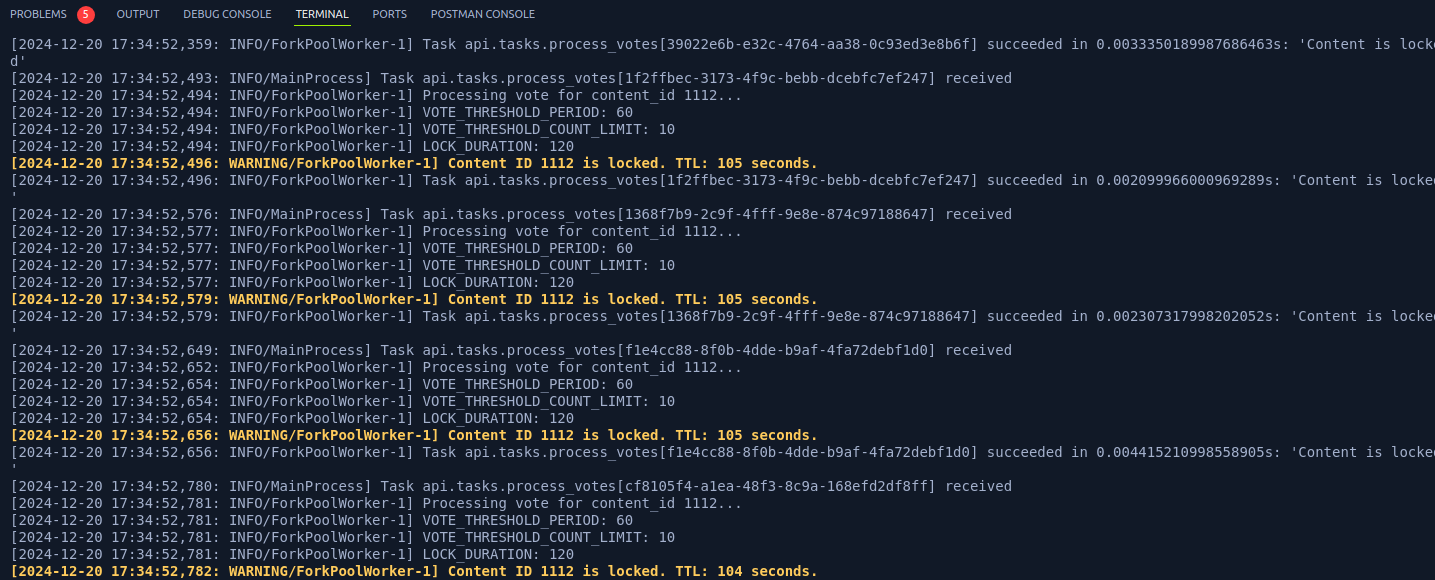 PROBLEMS 5 OUTPUT DEBUG CONSOLE TERMINAL PORTS POSTMAN CONSOLE
[2024-12-20 17:34:52,359: INFO/ForkPoolWorker-1] Task api.tasks.process_votes[39022e6b-e32c-4764-aa38-0c93ed3e8b6f] succeeded in 0.0033350189987686463s: 'Content is locke
d'
[2024-12-20 17:34:52,493: INFO/MainProcess] Task api.tasks.process_votes[1f2ffbec-3173-4f9c-bebb-dcebfc7ef247] received
[2024-12-20 17:34:52,494: INFO/ForkPoolWorker-1] Processing vote for content_id 1112...
[2024-12-20 17:34:52,494: INFO/ForkPoolWorker-1] VOTE_THRESHOLD_PERIOD: 60
[2024-12-20 17:34:52,494: INFO/ForkPoolWorker-1] VOTE_THRESHOLD_COUNT_LIMIT: 10
[2024-12-20 17:34:52,494: INFO/ForkPoolWorker-1] LOCK_DURATION: 120
[2024-12-20 17:34:52,496: WARNING/ForkPoolWorker-1] Content ID 1112 is locked. TTL: 105 seconds.
[2024-12-20 17:34:52,496: INFO/ForkPoolWorker-1] Task api.tasks.process_votes[1f2ffbec-3173-4f9c-bebb-dcebfc7ef247] succeeded in 0.002099966000969289s: 'Content is locked
'
[2024-12-20 17:34:52,576: INFO/MainProcess] Task api.tasks.process_votes[1368f7b9-2c9f-4fff-9e8e-874c97188647] received
[2024-12-20 17:34:52,577: INFO/ForkPoolWorker-1] Processing vote for content_id 1112...
[2024-12-20 17:34:52,577: INFO/ForkPoolWorker-1] VOTE_THRESHOLD_PERIOD: 60
[2024-12-20 17:34:52,577: INFO/ForkPoolWorker-1] VOTE_THRESHOLD_COUNT_LIMIT: 10
[2024-12-20 17:34:52,577: INFO/ForkPoolWorker-1] LOCK_DURATION: 120
[2024-12-20 17:34:52,579: WARNING/ForkPoolWorker-1] Content ID 1112 is locked. TTL: 105 seconds.
[2024-12-20 17:34:52,579: INFO/ForkPoolWorker-1] Task api.tasks.process_votes[1368f7b9-2c9f-4fff-9e8e-874c97188647] succeeded in 0.002307317998202052s: 'Content is locked
'
[2024-12-20 17:34:52,649: INFO/MainProcess] Task api.tasks.process_votes[f1e4cc88-8f0b-4dde-b9af-4fa72debf1d0] received
[2024-12-20 17:34:52,652: INFO/ForkPoolWorker-1] Processing vote for content_id 1112...
[2024-12-20 17:34:52,654: INFO/ForkPoolWorker-1] VOTE_THRESHOLD_PERIOD: 60
[2024-12-20 17:34:52,654: INFO/ForkPoolWorker-1] VOTE_THRESHOLD_COUNT_LIMIT: 10
[2024-12-20 17:34:52,654: INFO/ForkPoolWorker-1] LOCK_DURATION: 120
[2024-12-20 17:34:52,656: WARNING/ForkPoolWorker-1] Content ID 1112 is locked. TTL: 105 seconds.
[2024-12-20 17:34:52,656: INFO/ForkPoolWorker-1] Task api.tasks.process_votes[f1e4cc88-8f0b-4dde-b9af-4fa72debf1d0] succeeded in 0.004415210998558905s: 'Content is locked
'
[2024-12-20 17:34:52,780: INFO/MainProcess] Task api.tasks.process_votes[cf8105f4-a1ea-48f3-8c9a-168efd2df8ff] received
[2024-12-20 17:34:52,781: INFO/ForkPoolWorker-1] Processing vote for content_id 1112...
[2024-12-20 17:34:52,781: INFO/ForkPoolWorker-1] VOTE_THRESHOLD_PERIOD: 60
[2024-12-20 17:34:52,781: INFO/ForkPoolWorker-1] VOTE_THRESHOLD_COUNT_LIMIT: 10
[2024-12-20 17:34:52,781: INFO/ForkPoolWorker-1] LOCK_DURATION: 120
[2024-12-20 17:34:52,782: WARNING/ForkPoolWorker-1] Content ID 1112 is locked. TTL: 104 seconds.